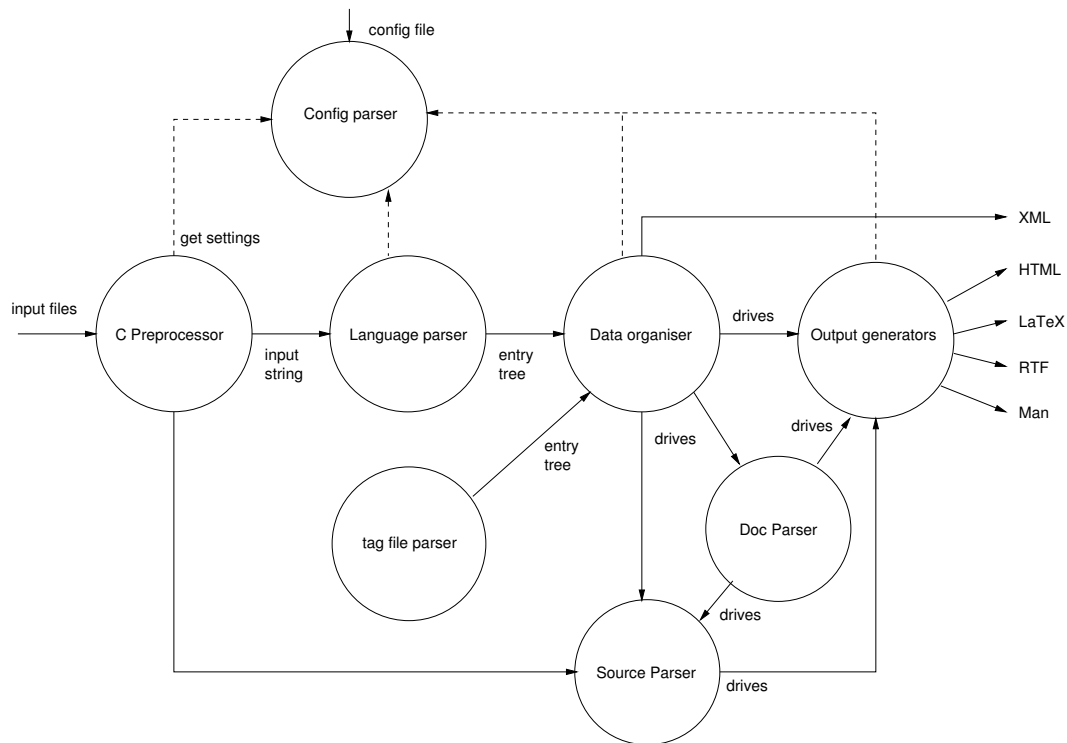 config file
Config parser
get settings
XML
HTML
input files
C Preprocessor
input
string
Language parser
entry
tree
Data organiser
drives
Output generators
LaTeX
RTF
Man
entry
tree
drives
drives
tag file parser
Doc Parser
drives
Source Parser
drives